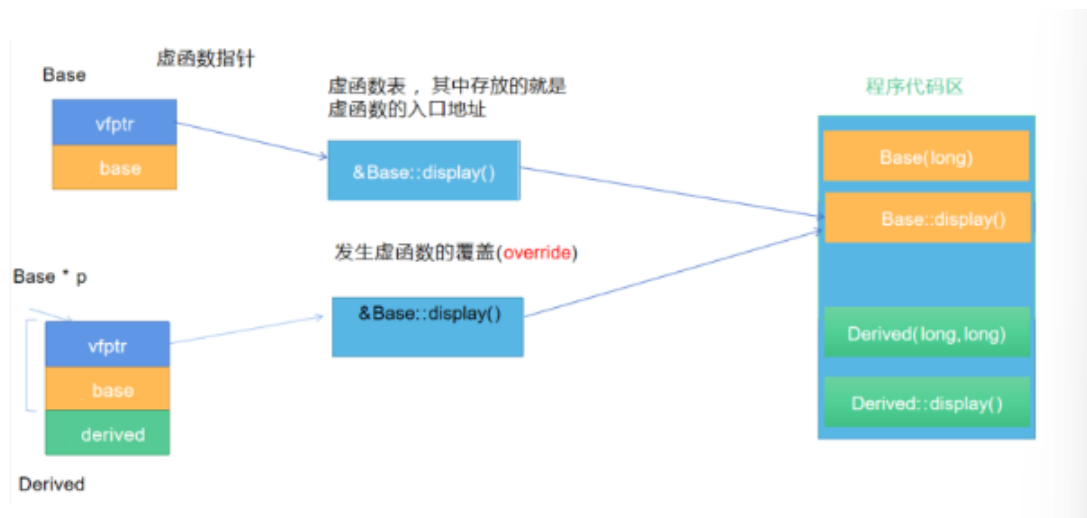 虚函数指针
Base
vfptr
base
虚函数表，其中存放的就是
虚函数的入口地址
&Base::display()
程序代码区
Base(long)
Base::display()
Derived(long,long)
Derived::display()
发生虚函数的覆盖(override)
&Base::display()
Base * p
vfptr
base
derived
Derived